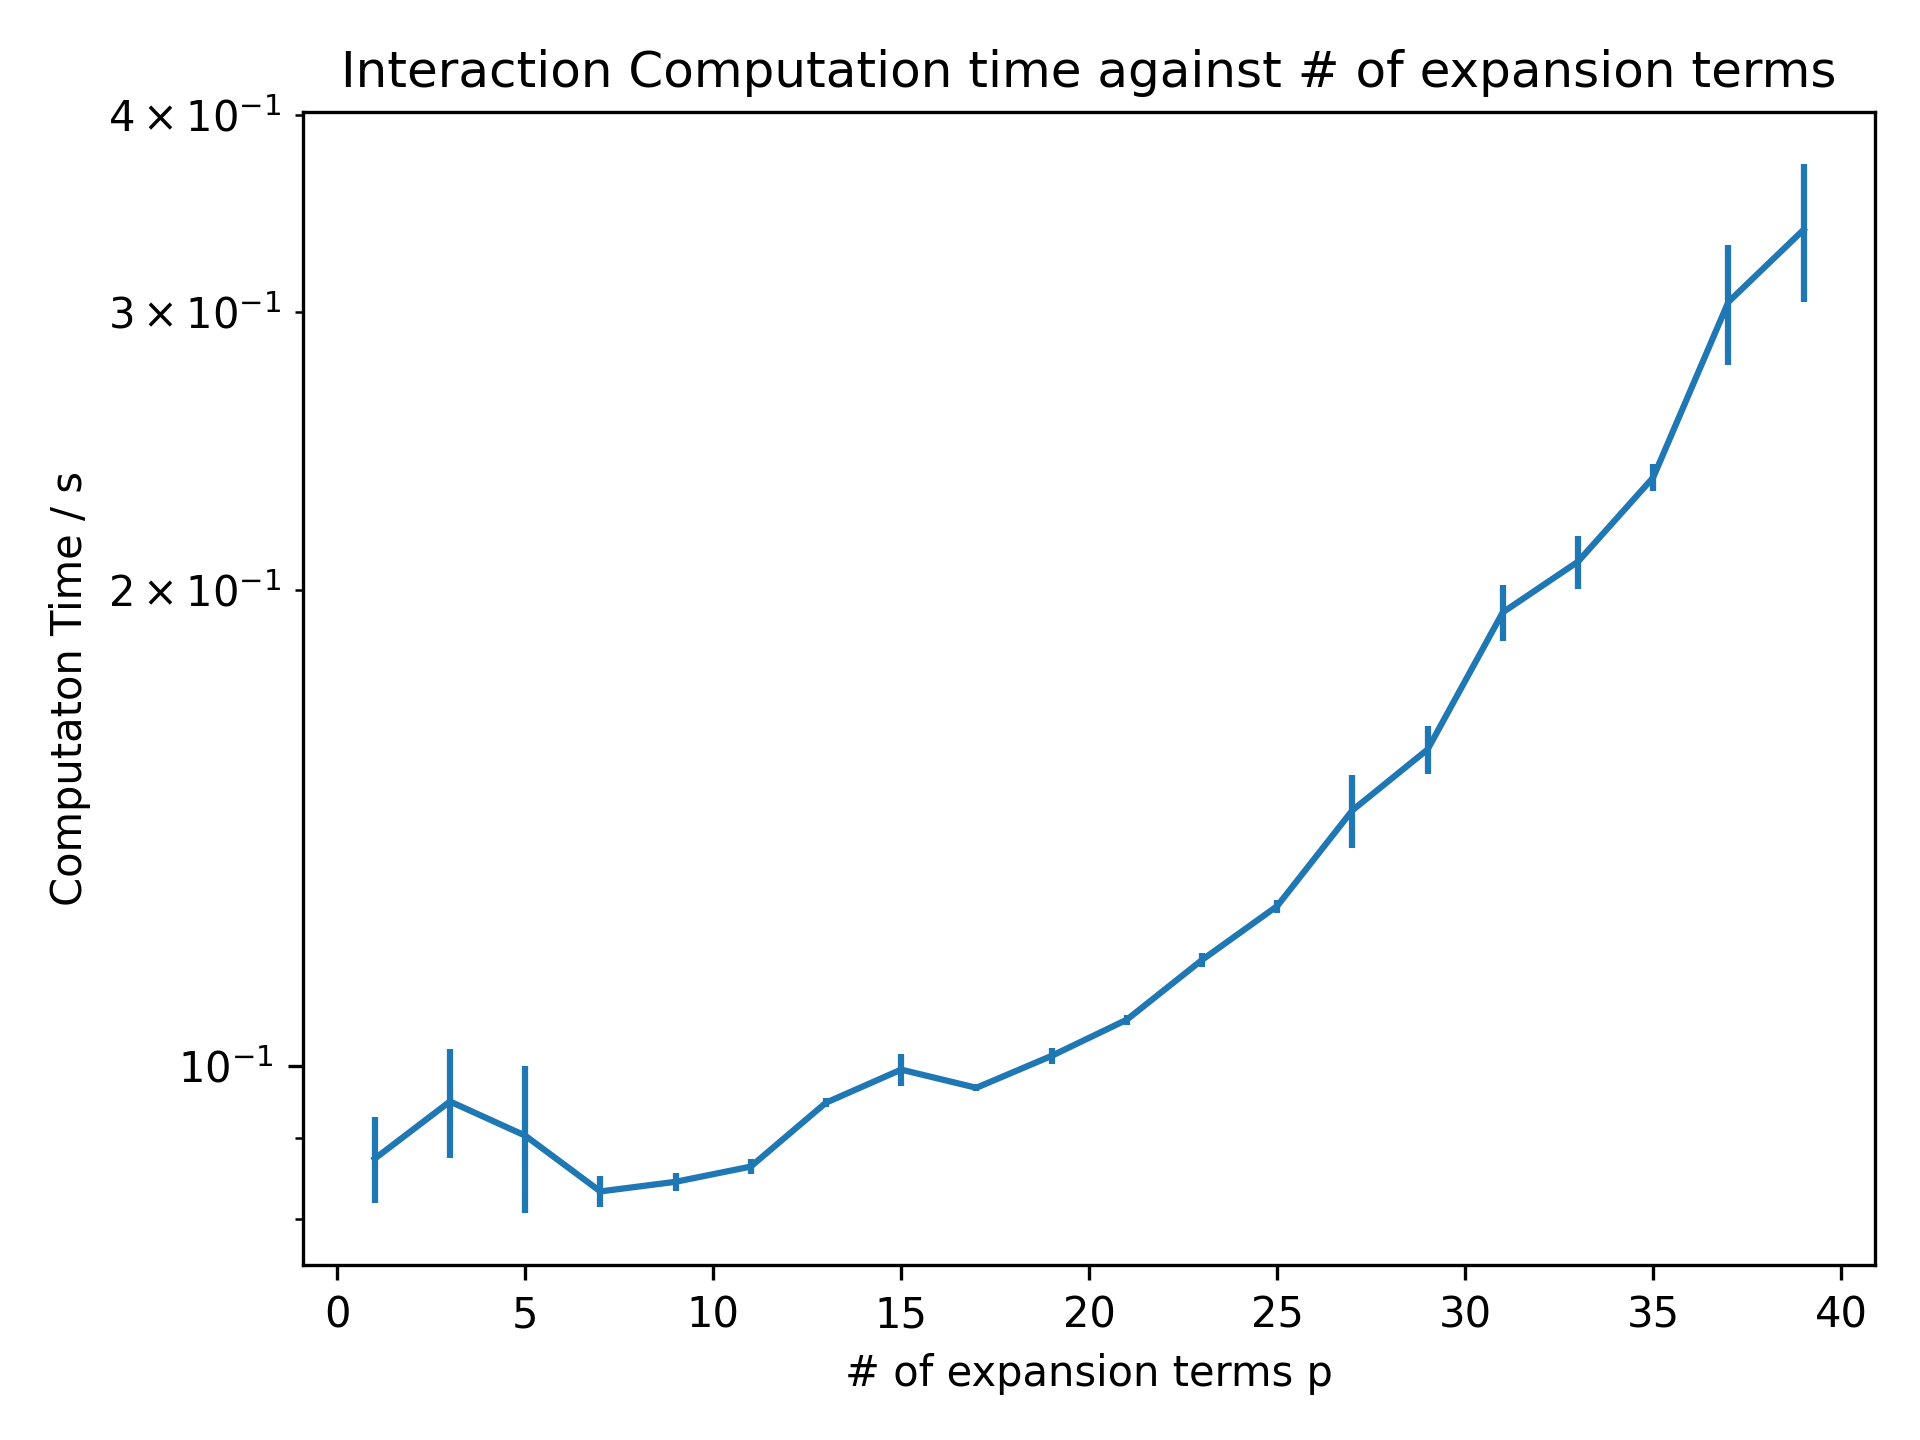 Interaction Computation time against # of expansion terms
4 × 10⁻¹
3 × 10⁻¹
2 × 10⁻¹
10⁻¹
Computaton Time / s
0 5 10 15 20 25 30 35 40
# of expansion terms p